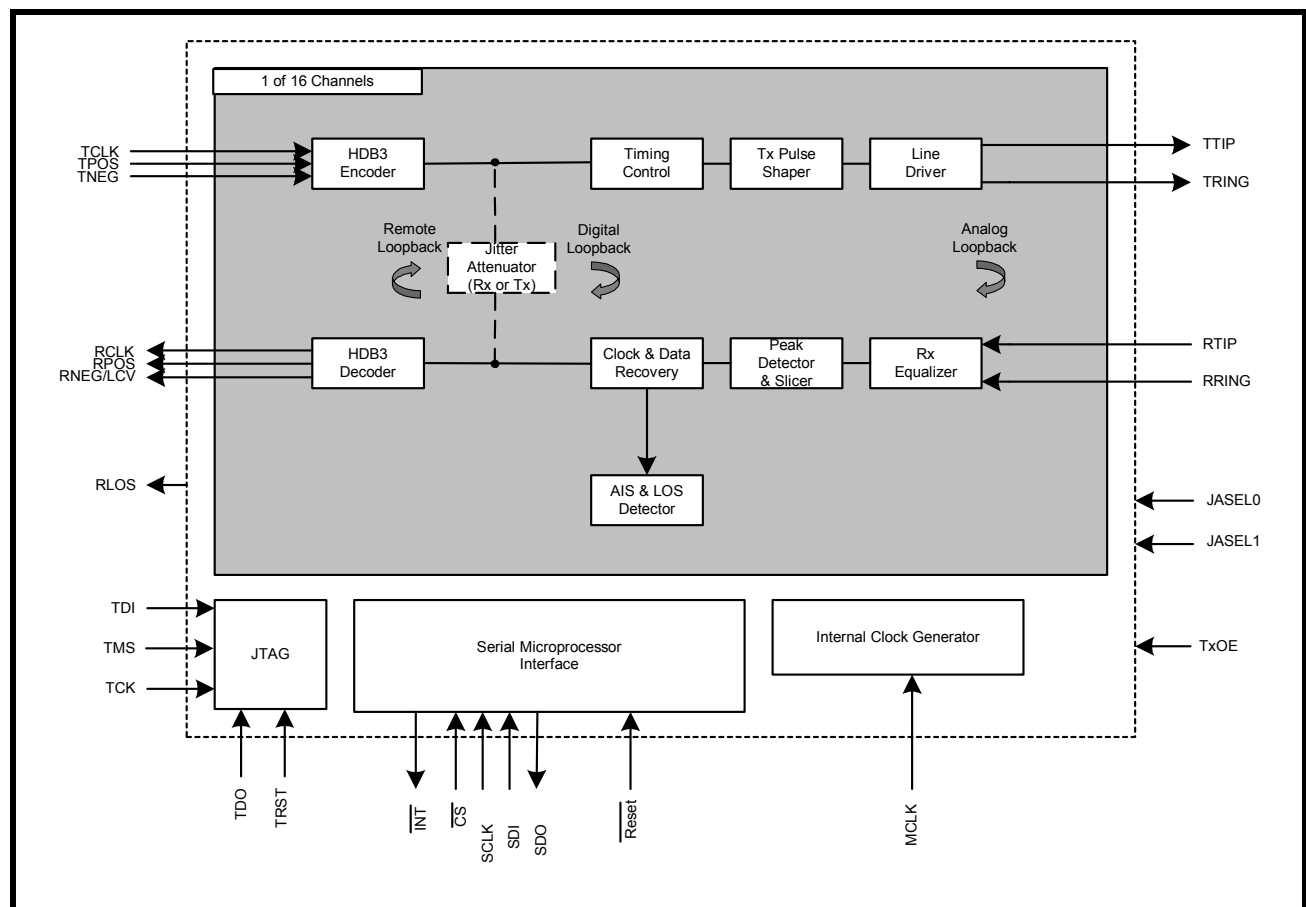 1 of 16 Channels
TCLK
TPOS
TNEG
HDB3
Encoder
Timing
Control
Tx Pulse
Shaper
Line
Driver
TTIP
TRING
Remote
Loopback
Jitter
Attenuator
(Rx or Tx)
Digital
Loopback
Analog
Loopback
RCLK
RPOS
RNEG/LCV
HDB3
Decoder
Clock & Data
Recovery
Peak
Detector
& Slicer
Rx
Equalizer
RTIP
RRING
RLOS
AIS & LOS
Detector
JASEL0
JASEL1
TDI
TMS
TCK
JTAG
Serial Microprocessor
Interface
Internal Clock Generator
TxOE
TDO
TRST
INT
CS
SCLK
SDI
SDO
Reset
MCLK